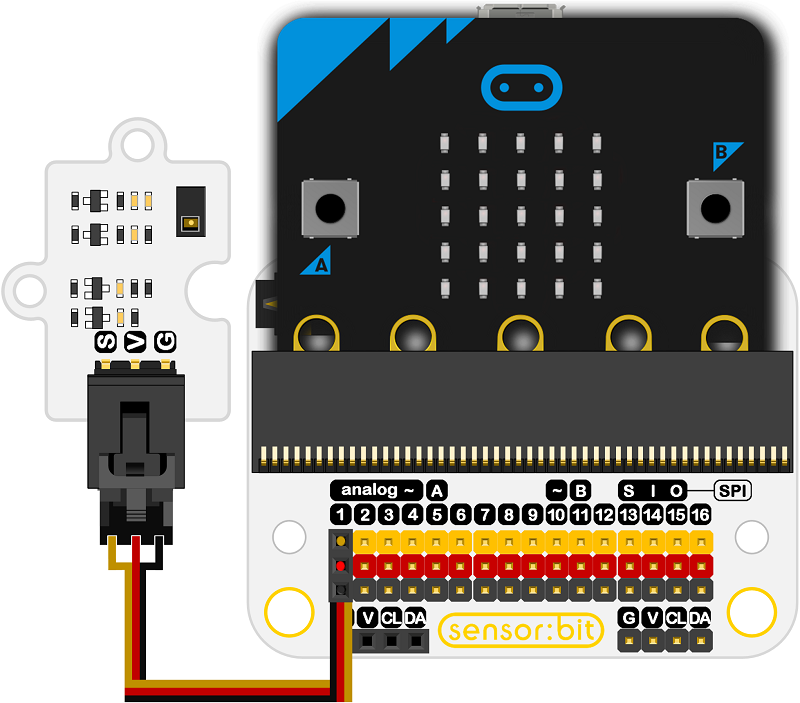 B
A
S V G
analog ~ A ~ B S I O SPI
1 2 3 4 5 6 7 8 9 10 11 12 13 14 15 16
V CL DA
sensor:bit
G V CL DA